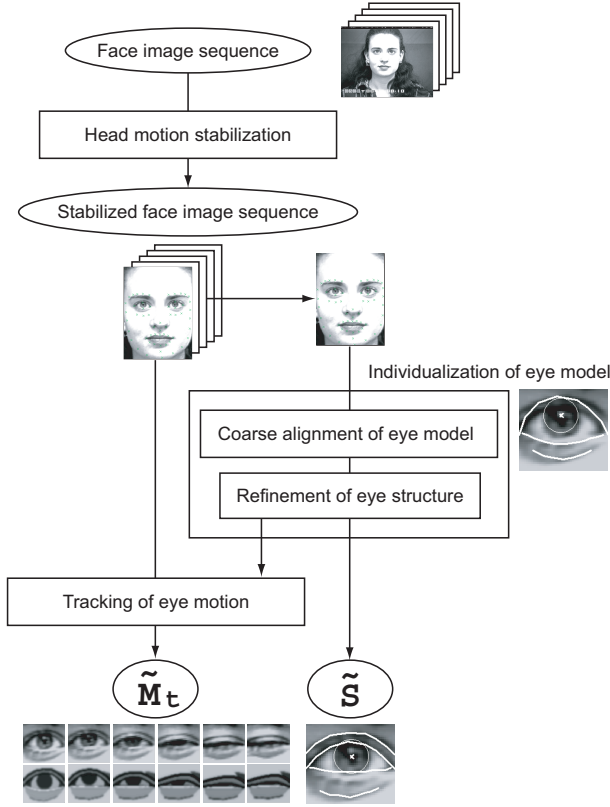 Face image sequence
Head motion stabilization
Stabilized face image sequence
Individualization of eye model
Coarse alignment of eye model
Refinement of eye structure
Tracking of eye motion
M̃t
S̃